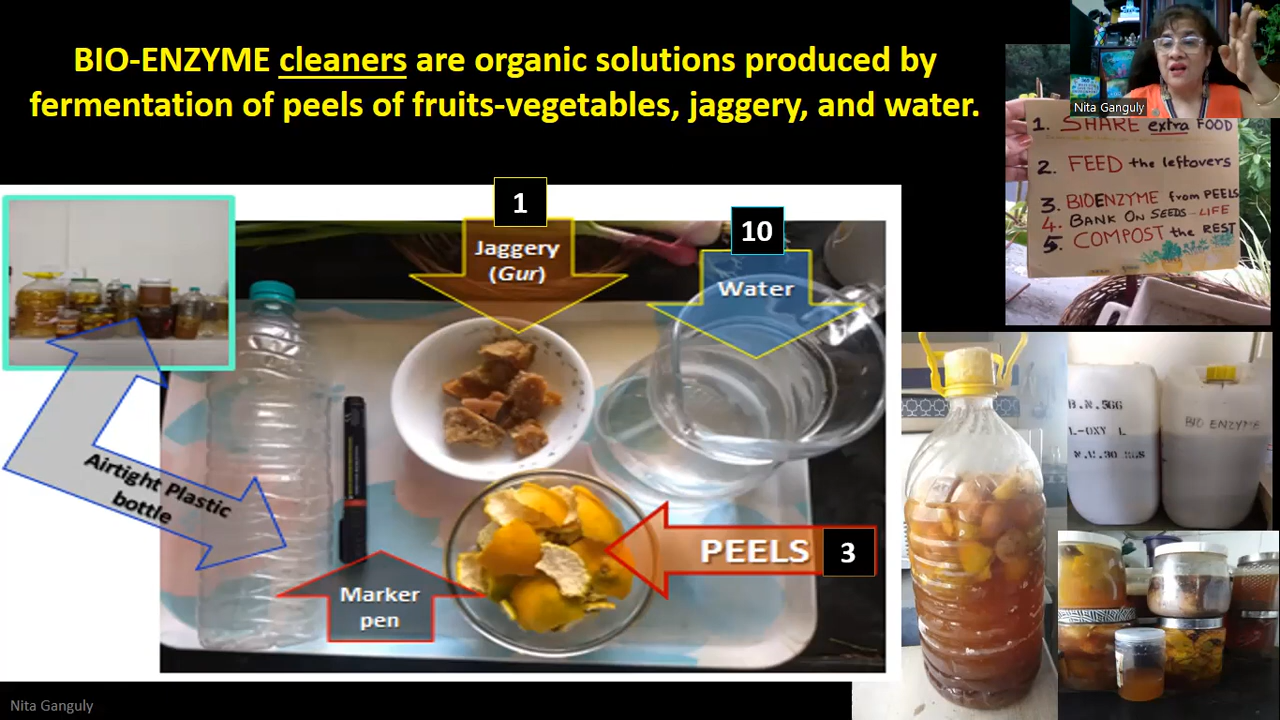 BIO-ENZYME cleaners are organic solutions produced by
fermentation of peels of fruits-vegetables, jaggery, and water.
Nita Ganguly
1. SHARE extra FOOD
2. FEED the leftovers
3. BIOENZYME from PEELS
4. BANK ON SEEDS-LIFE
5. COMPOST the REST
1
Jaggery
(Gur)
10
Water
Airtight Plastic
bottle
Marker
pen
PEELS 3
B.N.566
L-OXY L
BIO ENZYME
Nita Ganguly